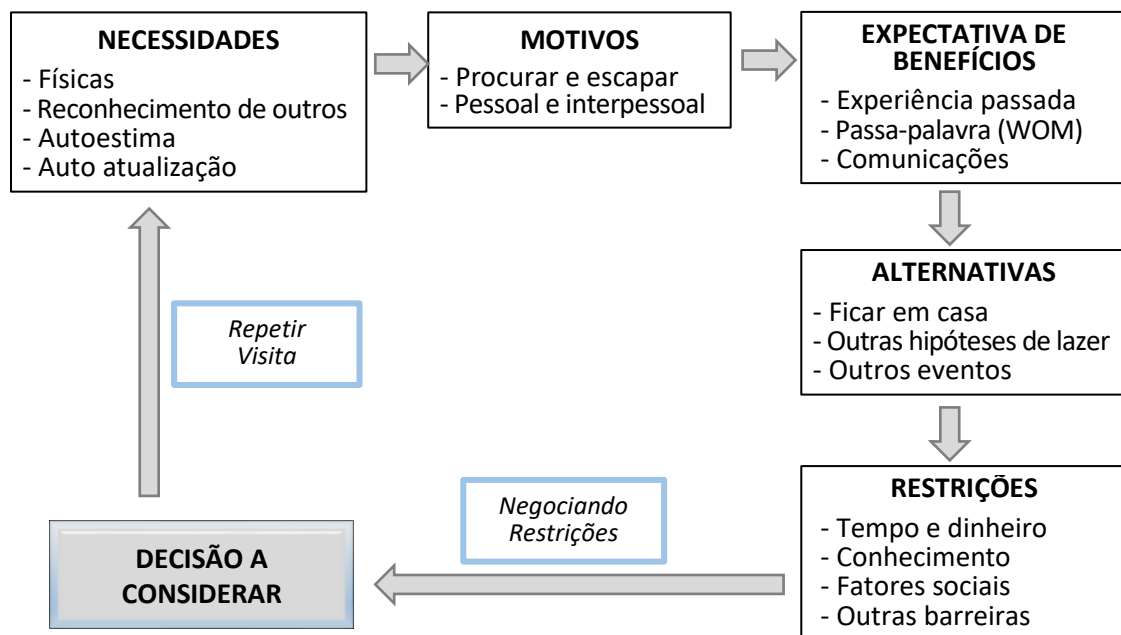 NECESSIDADES
- Físicas
- Reconhecimento de outros
- Autoestima
- Auto atualização
MOTIVOS
- Procurar e escapar
- Pessoal e interpessoal
EXPECTATIVA DE
BENEFÍCIOS
- Experiência passada
- Passa-palavra (WOM)
- Comunicações
ALTERNATIVAS
- Ficar em casa
- Outras hipóteses de lazer
- Outros eventos
RESTRIÇÕES
- Tempo e dinheiro
- Conhecimento
- Fatores sociais
- Outras barreiras
Negociando
Restrições
DECISÃO A
CONSIDERAR
Repetir
Visita